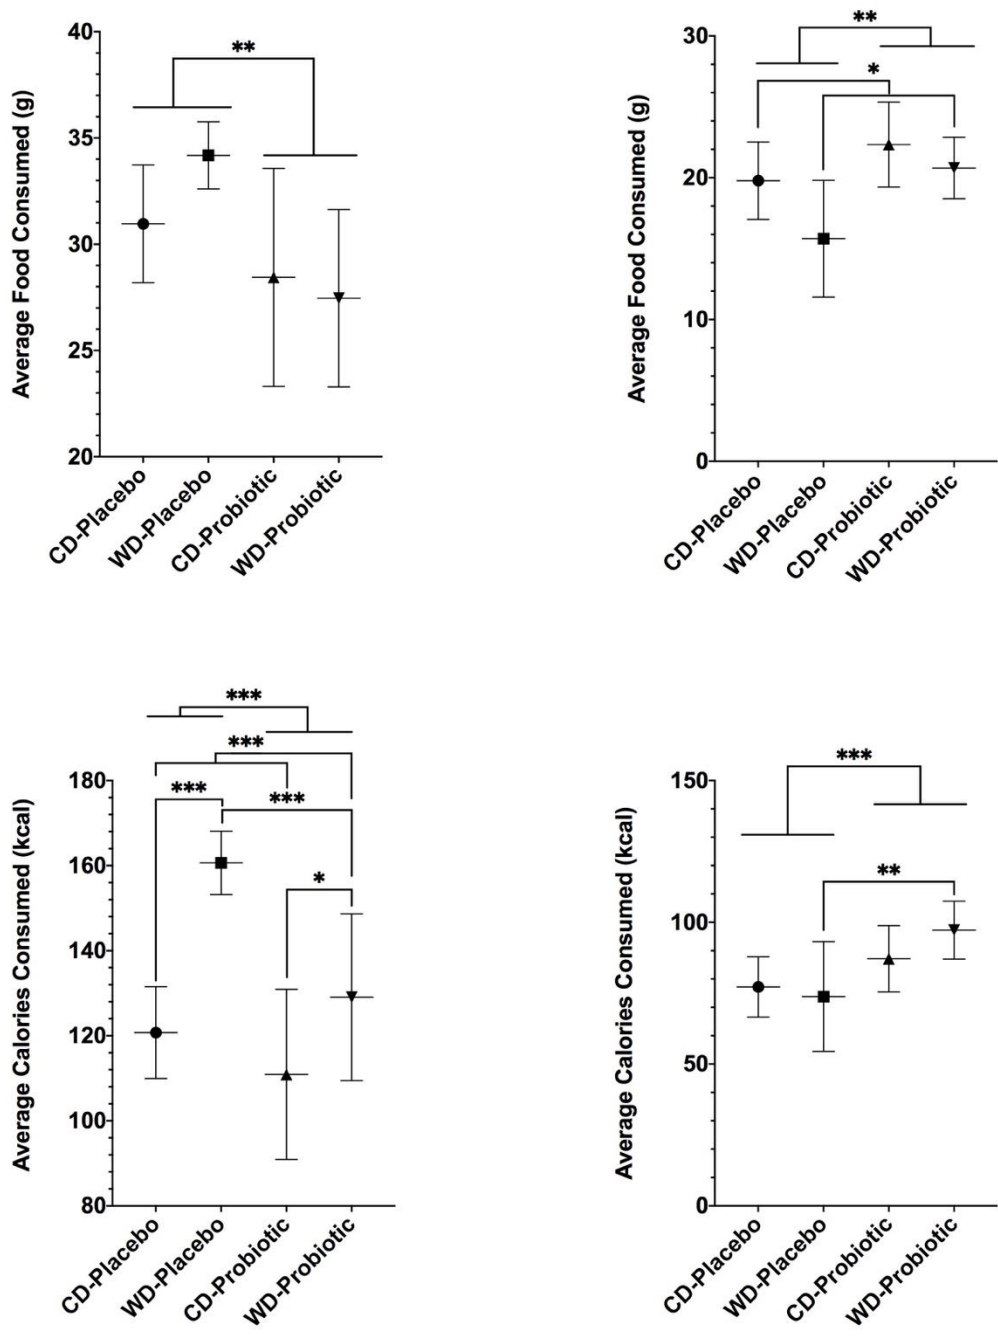 Average Food Consumed (g)
40
35
30
25
20
**
CD-Placebo
WD-Placebo
CD-Probiotic
WD-Probiotic
Average Food Consumed (g)
30
20
10
0
**
*
CD-Placebo
WD-Placebo
CD-Probiotic
WD-Probiotic
Average Calories Consumed (kcal)
180
160
140
120
100
80
***
***
***
***
*
CD-Placebo
WD-Placebo
CD-Probiotic
WD-Probiotic
Average Calories Consumed (kcal)
150
100
50
0
***
**
CD-Placebo
WD-Placebo
CD-Probiotic
WD-Probiotic